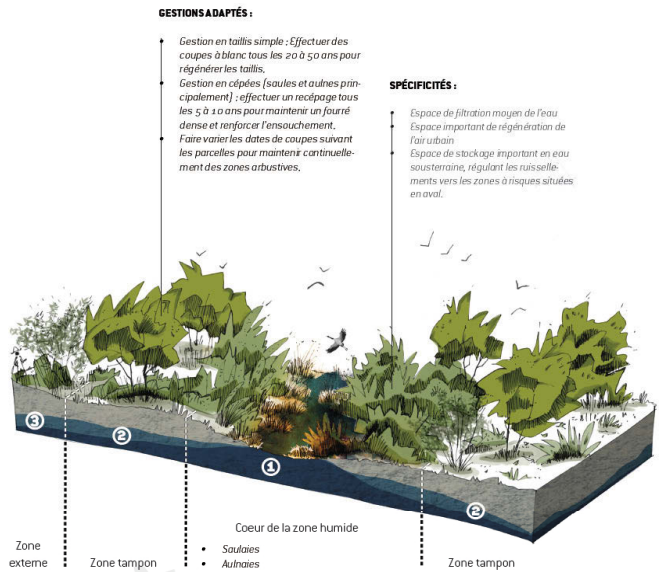 GESTIONS ADAPTÉS :
• Gestion en taillis simple : Effectuer des
coupes à blanc tous les 20 à 50 ans pour
régénérer les taillis.
• Gestion en cépées (saules et aulnes prin-
cipalement) : effectuer un recépage tous
les 5 à 10 ans pour maintenir un fourré
dense et renforcer l'ensouchement.
• Faire varier les dates de coupes suivant
les parcelles pour maintenir continuelle-
ment des zones arbustives.
SPÉCIFICITÉS :
• Espace de filtration moyen de l'eau
• Espace important de régénération de
l'air urbain
• Espace de stockage important en eau
sousterraine, régulant les ruisselle-
ments vers les zones à risques situées
en aval.
3
2
1
2
Zone
externe
Zone tampon
Coeur de la zone humide
• Saulaies
• Aulnaies
Zone tampon